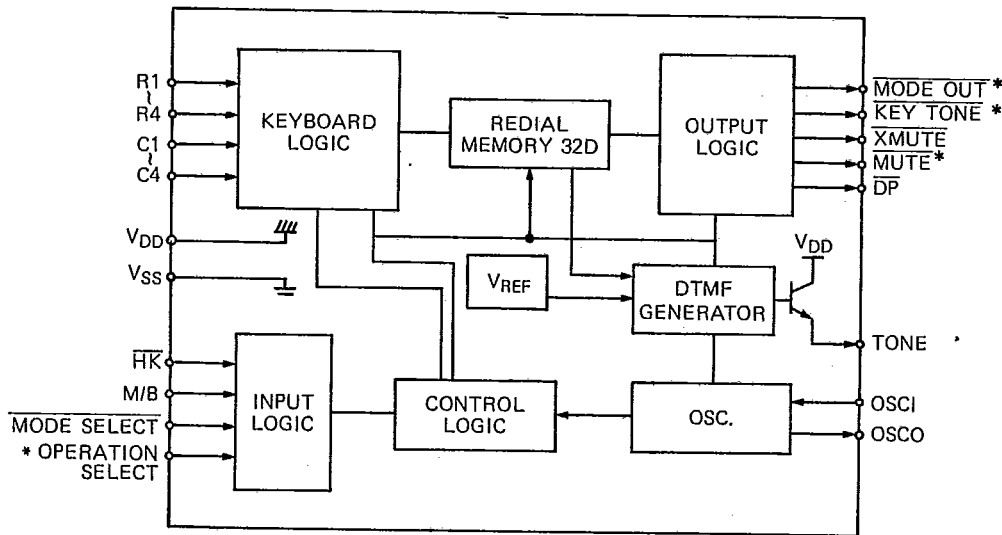 R1
~
R4
C1
~
C4
VDD
VSS
HK
M/B
MODE SELECT
* OPERATION
SELECT
KEYBOARD
LOGIC
REDIAL
MEMORY 32D
OUTPUT
LOGIC
MODE OUT *
KEY TONE *
XMUTE
MUTE *
DP
VREF
DTMF
GENERATOR
VDD
TONE
INPUT
LOGIC
CONTROL
LOGIC
OSC.
OSCI
OSCO